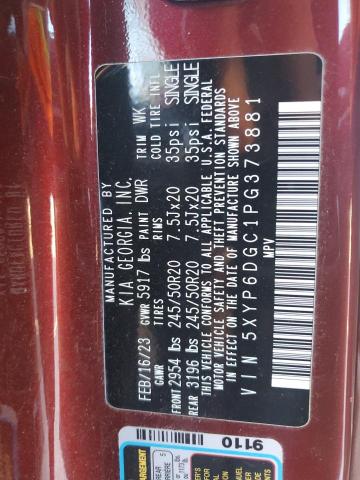 MANUFACTURED BY
KIA GEORGIA, INC.
FEB/16/23 GVWR 5917 lbs PAINT DWR TRIM WK
GAWR TIRES RIMS COLD TIRE INFL
FRONT 2954 lbs 245/50R20 7.5Jx20 35psi SINGLE
REAR 3196 lbs 245/50R20 7.5Jx20 35psi SINGLE
THIS VEHICLE CONFORMS TO ALL APPLICABLE U.S.A. FEDERAL
MOTOR VEHICLE SAFETY AND THEFT PREVENTION STANDARDS
IN EFFECT ON THE DATE OF MANUFACTURE SHOWN ABOVE
VIN 5XYP6DGC1PG373881
MPV
9110
ARRIÈRE 5